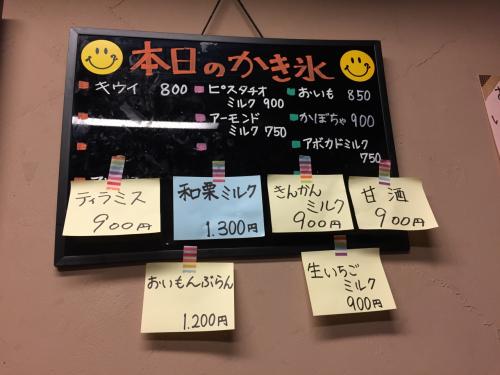 本日のかき氷
キウイ 800
ピスタチオ
ミルク 900
アーモンド
ミルク 750
おいも 850
かぼちゃ 900
アボカドミルク
750
ティラミス
900円
和栗ミルク
1.300円
きんかん
ミルク
900円
甘酒
900円
おいもんぶらん
1.200円
生いちご
ミルク
900円